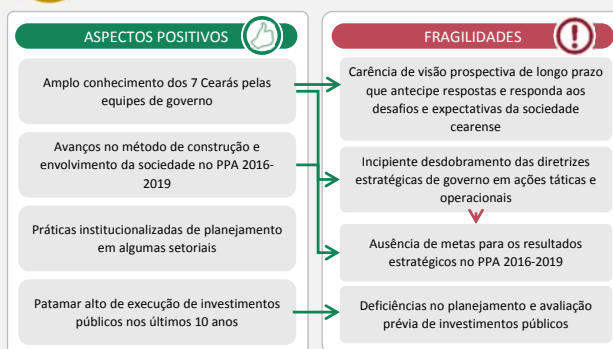 ASPECTOS POSITIVOS
Amplo conhecimento dos 7 Cearás pelas
equipes de governo
Avanços no método de construção e
envolvimento da sociedade no PPA 2016-
2019
Práticas institucionalizadas de planejamento
em algumas setoriais
Patamar alto de execução de investimentos
públicos nos últimos 10 anos
FRAGILIDADES
Carência de visão prospectiva de longo prazo
que antecipe respostas e responda aos
desafios e expectativas da sociedade
cearense
Incipiente desdobramento das diretrizes
estratégicas de governo em ações táticas e
operacionais
Ausência de metas para os resultados
estratégicos no PPA 2016-2019
Deficiências no planejamento e avaliação
prévia de investimentos públicos